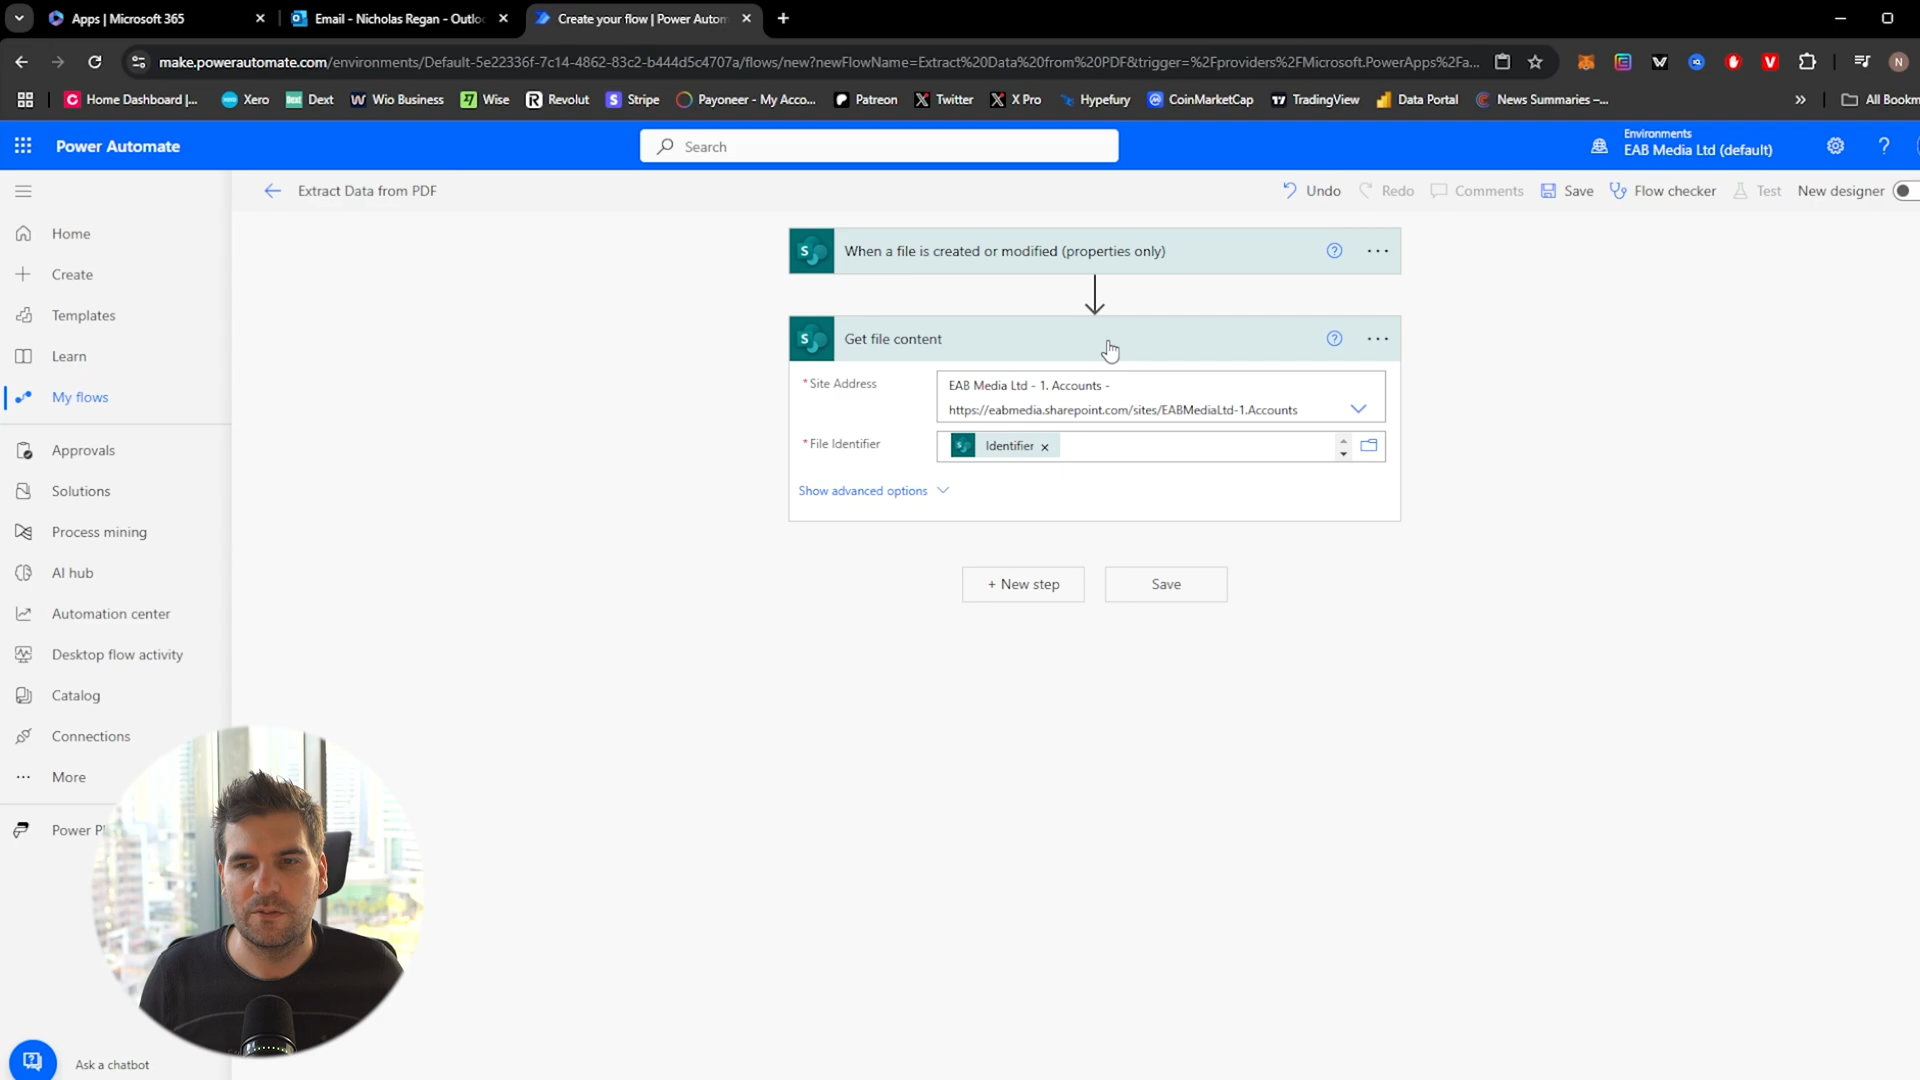 Apps | Microsoft 365
Email - Nicholas Regan - Outlo
Create your flow | Power Autom
make.powerautomate.com/environments/Default-5e22336f-7c14-4862-83c2-b444d5c4707a/flows/new?newFlowName=Extract%20Data%20from%20PDF&trigger=%2Fproviders%2FMicrosoft.PowerApps%2Fa...
N
Home Dashboard |...
Xero
Dext
Wio Business
Wise
Revolut
Stripe
Payoneer - My Acco...
Patreon
Twitter
X Pro
Hypefury
CoinMarketCap
TradingView
Data Portal
News Summaries –...
All Bookm
Power Automate
Search
Environments
EAB Media Ltd (default)
Extract Data from PDF
Undo
Redo
Comments
Save
Flow checker
Test
New designer
Home
Create
Templates
Learn
My flows
Approvals
Solutions
Process mining
AI hub
Automation center
Desktop flow activity
Catalog
Connections
More
Power Pl
Ask a chatbot
When a file is created or modified (properties only)
Get file content
* Site Address
EAB Media Ltd - 1. Accounts -
https://eabmedia.sharepoint.com/sites/EABMediaLtd-1.Accounts
* File Identifier
Identifier ×
Show advanced options
+ New step
Save